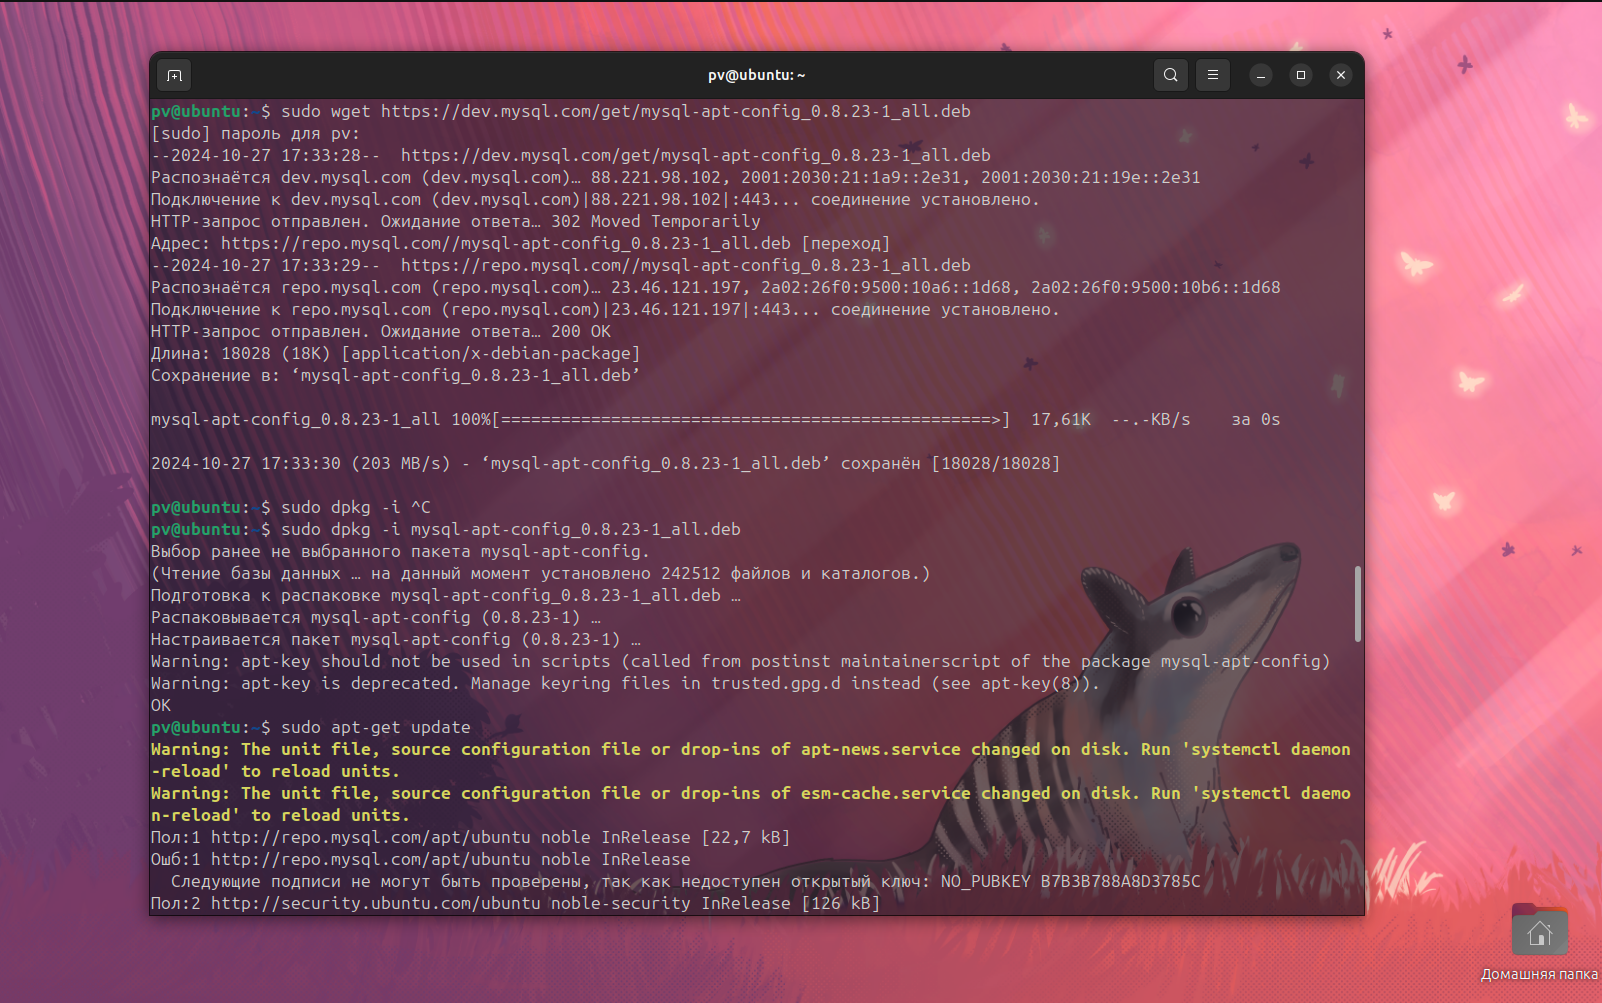 pv@ubuntu: ~
pv@ubuntu:~$ sudo wget https://dev.mysql.com/get/mysql-apt-config_0.8.23-1_all.deb
[sudo] пароль для pv:
--2024-10-27 17:33:28--  https://dev.mysql.com/get/mysql-apt-config_0.8.23-1_all.deb
Распознаётся dev.mysql.com (dev.mysql.com)… 88.221.98.102, 2001:2030:21:1a9::2e31, 2001:2030:21:19e::2e31
Подключение к dev.mysql.com (dev.mysql.com)|88.221.98.102|:443... соединение установлено.
HTTP-запрос отправлен. Ожидание ответа… 302 Moved Temporarily
Адрес: https://repo.mysql.com//mysql-apt-config_0.8.23-1_all.deb [переход]
--2024-10-27 17:33:29--  https://repo.mysql.com//mysql-apt-config_0.8.23-1_all.deb
Распознаётся repo.mysql.com (repo.mysql.com)… 23.46.121.197, 2a02:26f0:9500:10a6::1d68, 2a02:26f0:9500:10b6::1d68
Подключение к repo.mysql.com (repo.mysql.com)|23.46.121.197|:443... соединение установлено.
HTTP-запрос отправлен. Ожидание ответа… 200 OK
Длина: 18028 (18K) [application/x-debian-package]
Сохранение в: ‘mysql-apt-config_0.8.23-1_all.deb’
mysql-apt-config_0.8.23-1_all 100%[=================================================>]  17,61K  --.-KB/s    за 0s
2024-10-27 17:33:30 (203 MB/s) - ‘mysql-apt-config_0.8.23-1_all.deb’ сохранён [18028/18028]
pv@ubuntu:~$ sudo dpkg -i ^C
pv@ubuntu:~$ sudo dpkg -i mysql-apt-config_0.8.23-1_all.deb
Выбор ранее не выбранного пакета mysql-apt-config.
(Чтение базы данных … на данный момент установлено 242512 файлов и каталогов.)
Подготовка к распаковке mysql-apt-config_0.8.23-1_all.deb …
Распаковывается mysql-apt-config (0.8.23-1) …
Настраивается пакет mysql-apt-config (0.8.23-1) …
Warning: apt-key should not be used in scripts (called from postinst maintainerscript of the package mysql-apt-config)
Warning: apt-key is deprecated. Manage keyring files in trusted.gpg.d instead (see apt-key(8)).
OK
pv@ubuntu:~$ sudo apt-get update
Warning: The unit file, source configuration file or drop-ins of apt-news.service changed on disk. Run 'systemctl daemon
-reload' to reload units.
Warning: The unit file, source configuration file or drop-ins of esm-cache.service changed on disk. Run 'systemctl daemo
n-reload' to reload units.
Пол:1 http://repo.mysql.com/apt/ubuntu noble InRelease [22,7 kB]
Ошб:1 http://repo.mysql.com/apt/ubuntu noble InRelease
  Следующие подписи не могут быть проверены, так как недоступен открытый ключ: NO_PUBKEY B7B3B788A8D3785C
Пол:2 http://security.ubuntu.com/ubuntu noble-security InRelease [126 kB]
Домашняя папка